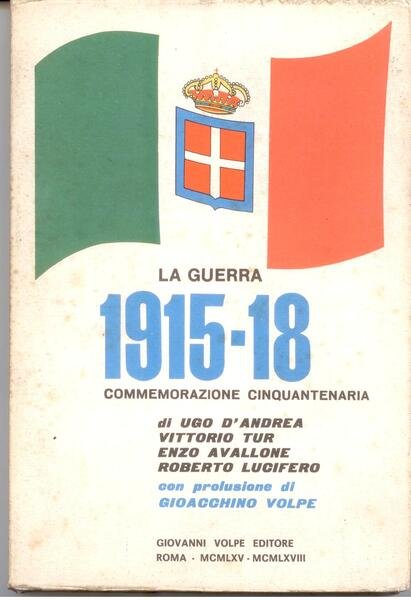 LA GUERRA
1915-18
COMMEMORAZIONE CINQUANTENARIA
di UGO D'ANDREA
VITTORIO TUR
ENZO AVALLONE
ROBERTO LUCIFERO
con prolusione di
GIOACCHINO VOLPE
GIOVANNI VOLPE EDITORE
ROMA · MCMLXV - MCMLXVIII